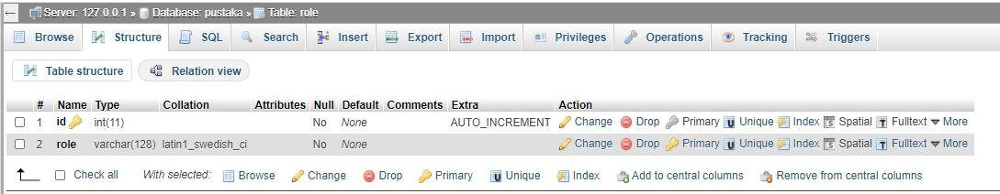 Server: 127.0.0.1 » Database: pustaka » Table: role
Browse Structure SQL Search Insert Export Import Privileges Operations Tracking Triggers
Table structure Relation view
# Name Type Collation Attributes Null Default Comments Extra Action
1 id int(11) No None AUTO_INCREMENT Change Drop Primary Unique Index Spatial Fulltext More
2 role varchar(128) latin1_swedish_ci No None Change Drop Primary Unique Index Spatial Fulltext More
Check all With selected: Browse Change Drop Primary Unique Index Add to central columns Remove from central columns